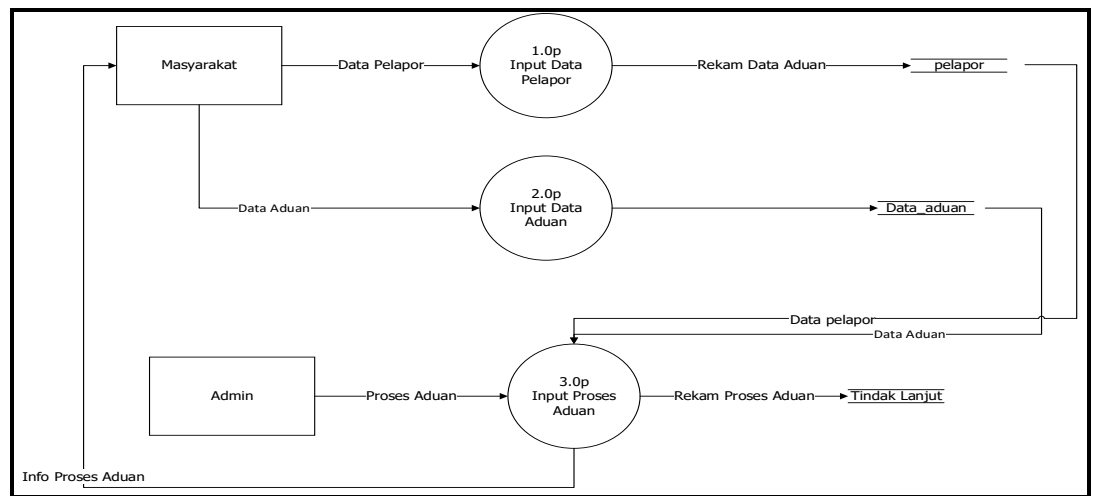 1.0p
Input Data
Pelapor
Masyarakat
Data Pelapor
Rekam Data Aduan
pelapor
2.0p
Input Data
Aduan
Data Aduan
Data_aduan
Data pelapor
Data Aduan
3.0p
Input Proses
Aduan
Admin
Proses Aduan
Rekam Proses Aduan
Tindak Lanjut
Info Proses Aduan